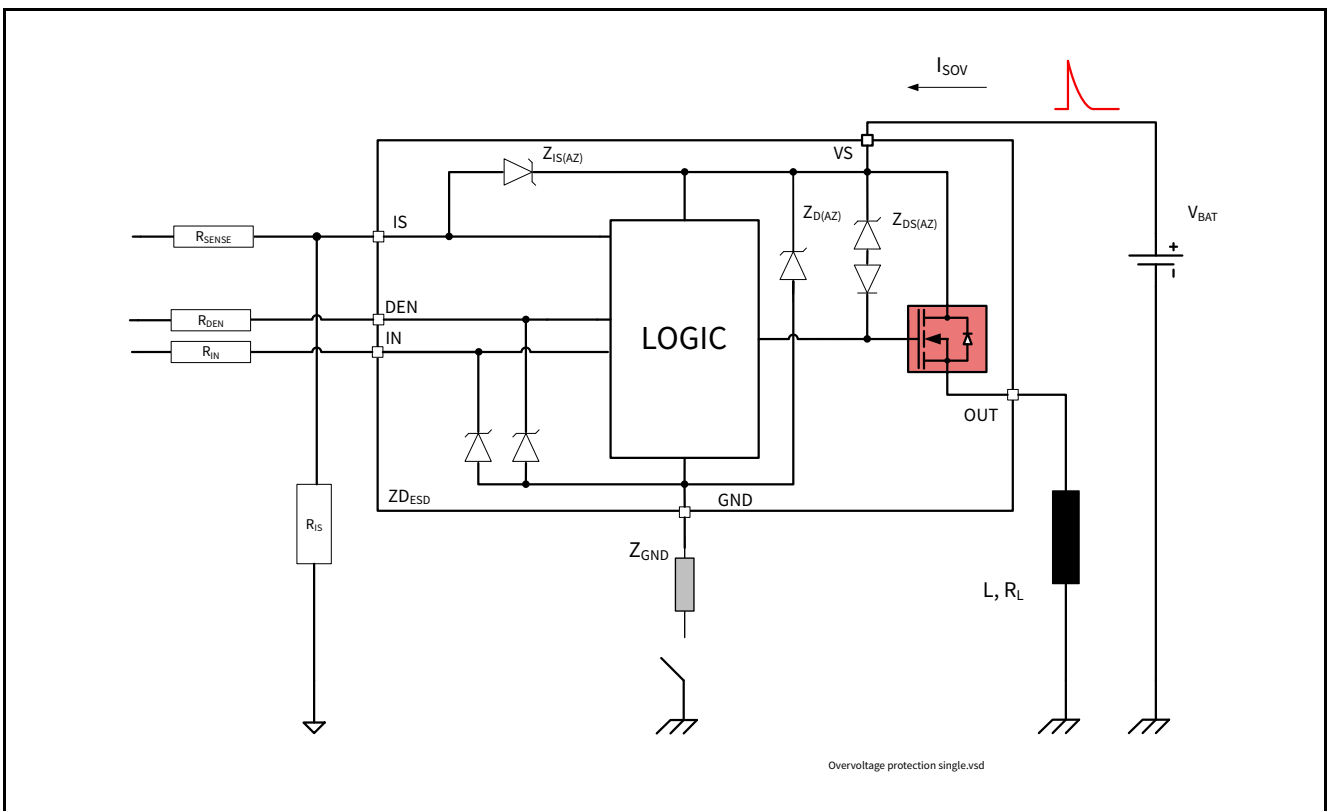 ISOV
VS
ZIS(AZ)
ZD(AZ)
ZDS(AZ)
VBAT
+
-
IS
RSENSE
DEN
RDEN
IN
RIN
LOGIC
OUT
ZDESD
GND
RIS
ZGND
L, RL
Overvoltage protection single.vsd